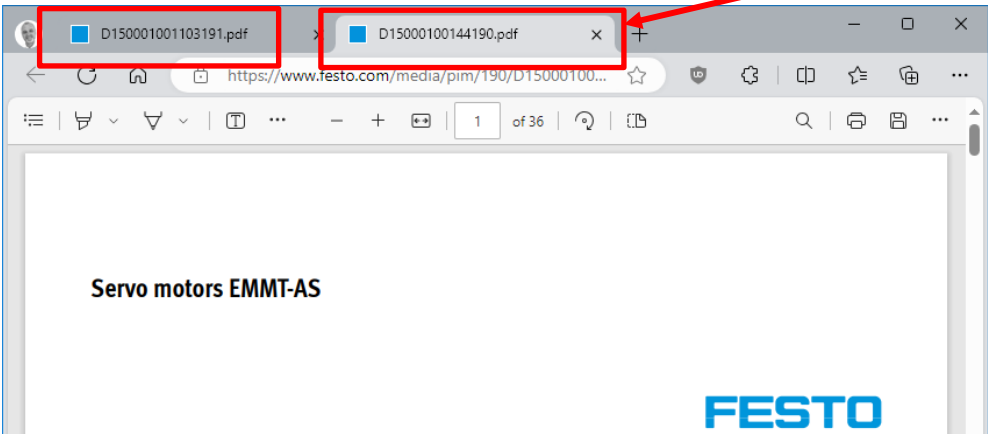 D150001001103191.pdf
D15000100144190.pdf
https://www.festo.com/media/pim/190/D15000100...
1 of 36
Servo motors EMMT-AS
FESTO